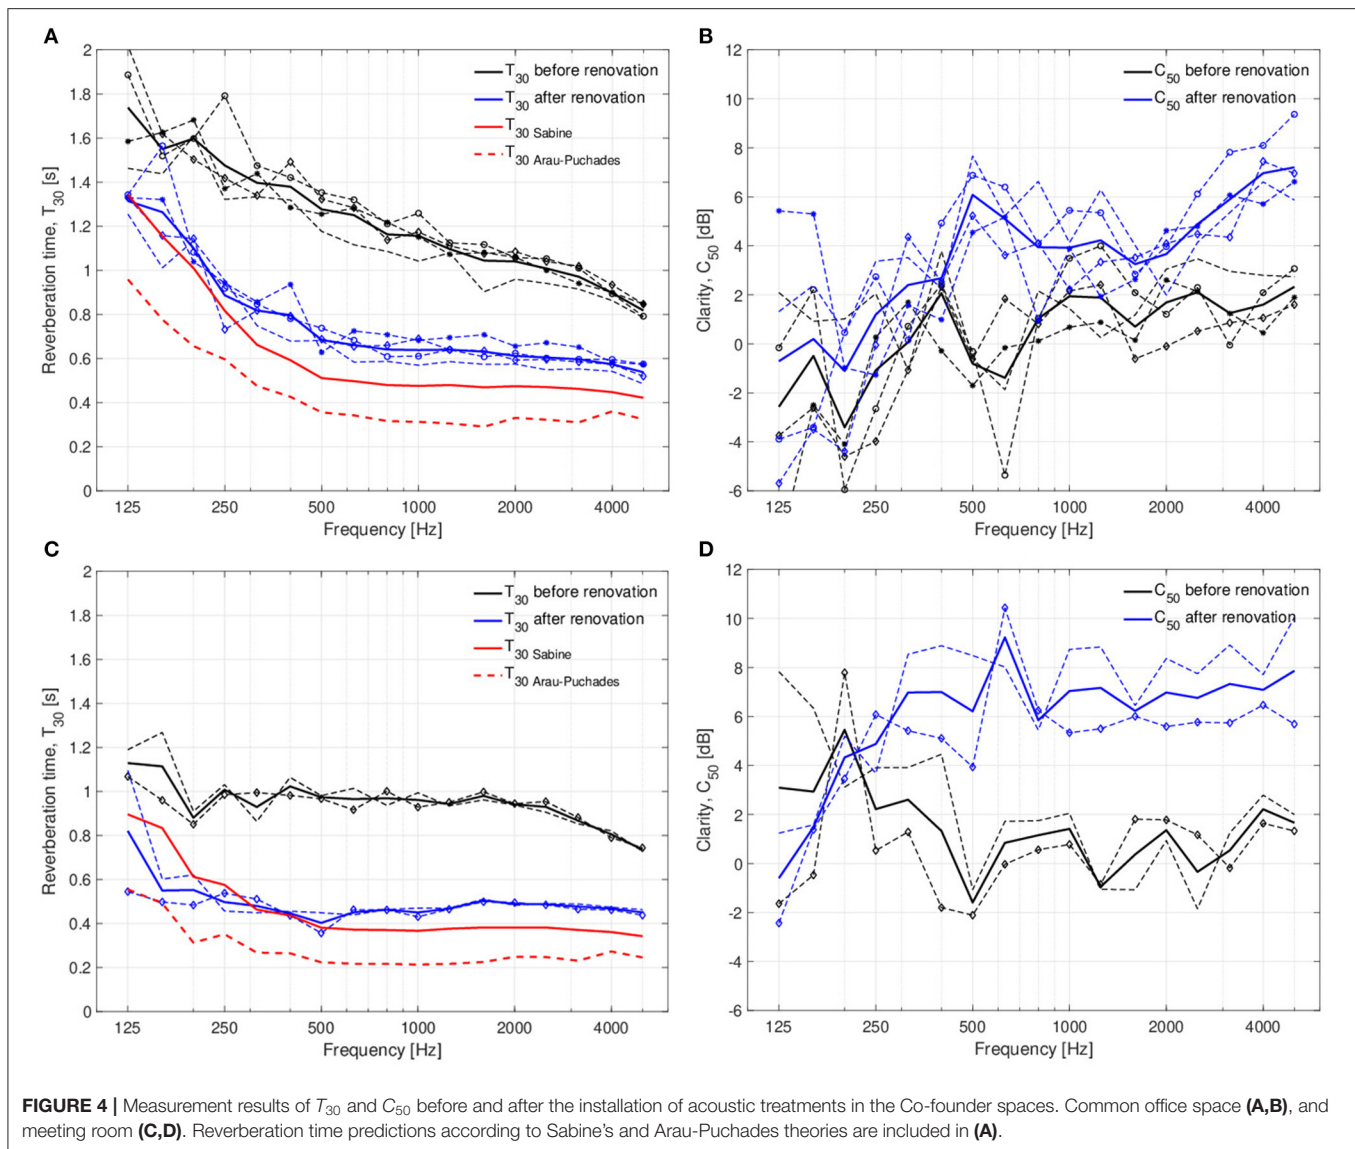 A
2
1.8
1.6
1.4
1.2
1
0.8
0.6
0.4
0.2
0
Reverberation time, T30 [s]
T30 before renovation
T30 after renovation
T30 Sabine
T30 Arau-Puchades
125 250 500 1000 2000 4000
Frequency [Hz]
B
12
10
8
6
4
2
0
-2
-4
-6
Clarity, C50 [dB]
C50 before renovation
C50 after renovation
125 250 500 1000 2000 4000
Frequency [Hz]
C
2
1.8
1.6
1.4
1.2
1
0.8
0.6
0.4
0.2
0
Reverberation time, T30 [s]
T30 before renovation
T30 after renovation
T30 Sabine
T30 Arau-Puchades
125 250 500 1000 2000 4000
Frequency [Hz]
D
12
10
8
6
4
2
0
-2
-4
-6
Clarity, C50 [dB]
C50 before renovation
C50 after renovation
125 250 500 1000 2000 4000
Frequency [Hz]
FIGURE 4 | Measurement results of T30 and C50 before and after the installation of acoustic treatments in the Co-founder spaces. Common office space (A,B), and
meeting room (C,D). Reverberation time predictions according to Sabine's and Arau-Puchades theories are included in (A).